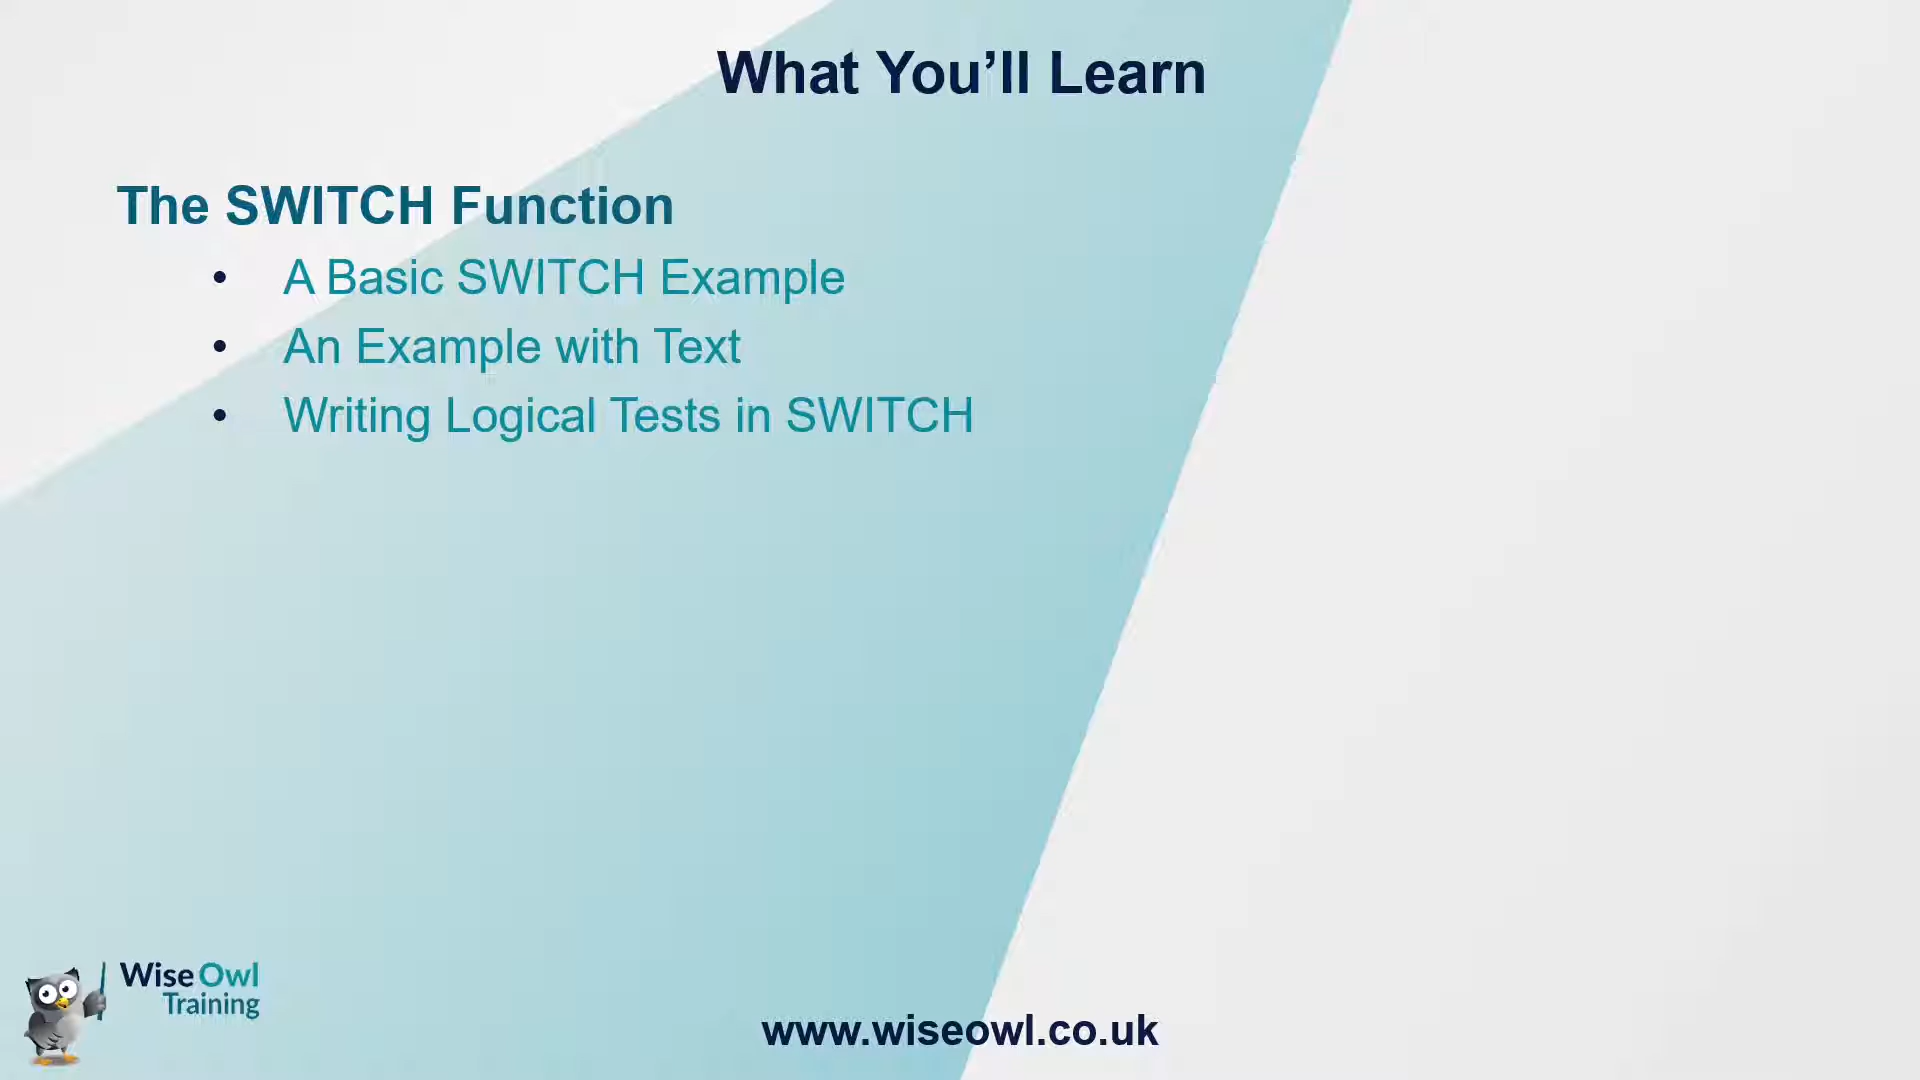 What You’ll Learn
The SWITCH Function
• A Basic SWITCH Example
• An Example with Text
• Writing Logical Tests in SWITCH
Wise Owl
Training
www.wiseowl.co.uk